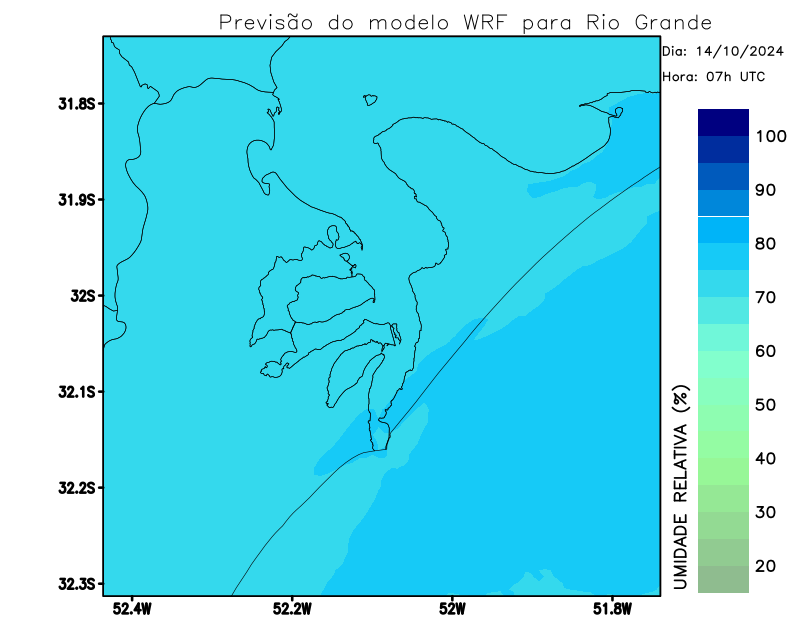 Previsão do modelo WRF para Rio Grande
Dia: 14/10/2024
Hora: 07h UTC
31.8S
31.9S
32S
32.1S
32.2S
32.3S
52.4W
52.2W
52W
51.8W
100
90
80
70
60
50
40
30
20
UMIDADE RELATIVA (%)